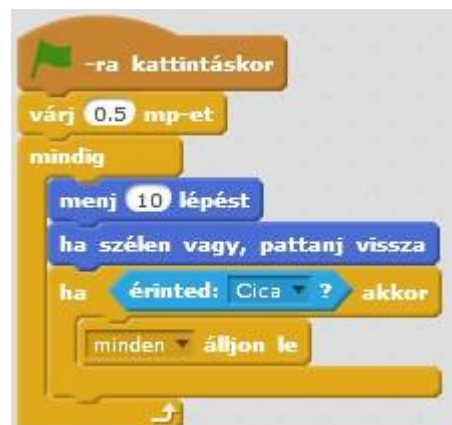 -ra kattintáskor
várj 0.5 mp-et
mindig
menj 10 lépést
ha szélen vagy, pattanj vissza
ha érinted: Cica ? akkor
minden álljon le